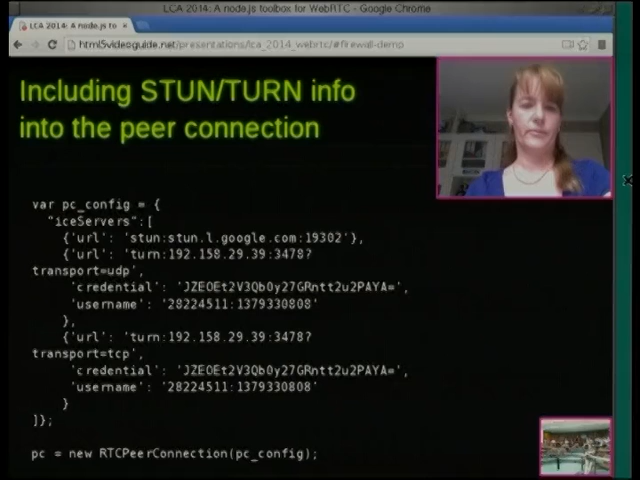 LCA 2014: A node.js toolbox for WebRTC - Google Chrome
LCA 2014: A node.js to
html5videoguide.net/presentations/lca_2014_webrtc/#firewall-demp
Including STUN/TURN info
into the peer connection
var pc_config = {
"iceServers":[
{'url': 'stun:stun.l.google.com:19302'},
{'url': 'turn:192.158.29.39:3478?
transport=udp',
'credential': 'JZEOEt2V3Qb0y27GRntt2u2PAYA=',
'username': '28224511:1379330808'
},
{'url': 'turn:192.158.29.39:3478?
transport=tcp',
'credential': 'JZEOEt2V3Qb0y27GRntt2u2PAYA=',
'username': '28224511:1379330808'
}
]};
pc = new RTCPeerConnection(pc_config);